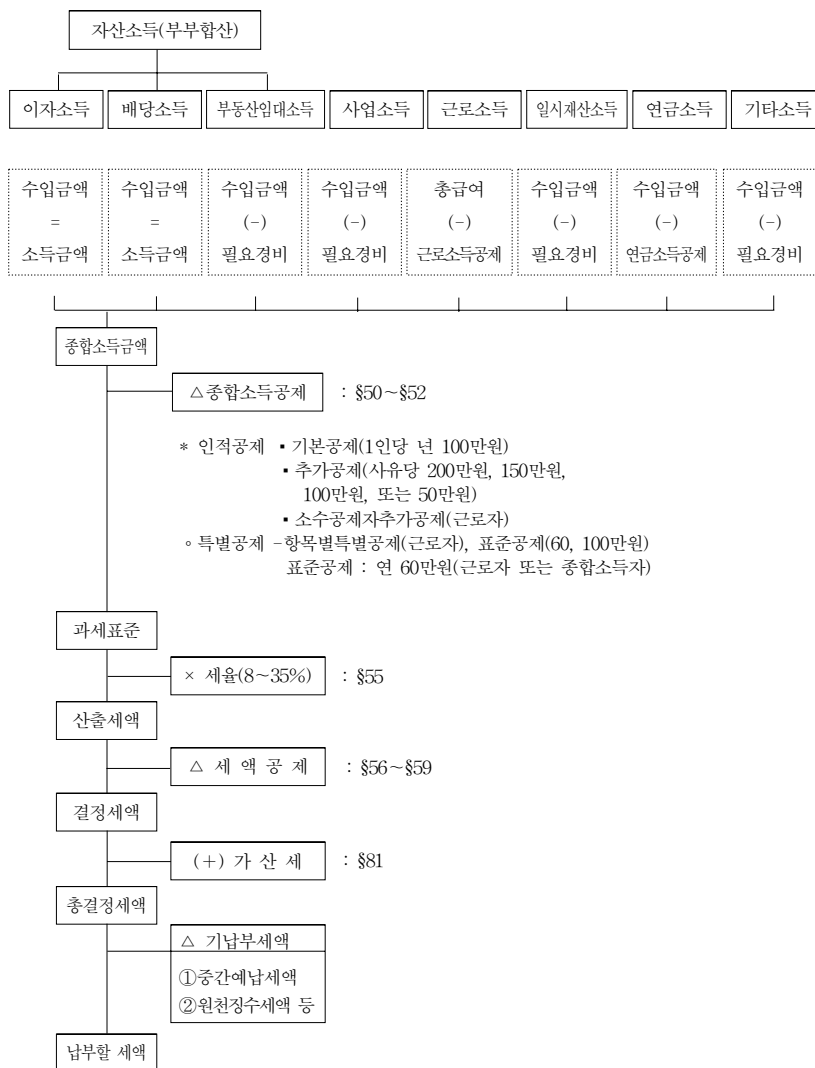 자산소득(부부합산)
이자소득 배당소득 부동산임대소득 사업소득 근로소득 일시재산소득 연금소득 기타소득
수입금액 수입금액 수입금액 수입금액 총급여 수입금액 수입금액 수입금액
= = (-) (-) (-) (-) (-) (-)
소득금액 소득금액 필요경비 필요경비 근로소득공제 필요경비 연금소득공제 필요경비
종합소득금액
△종합소득공제 : §50~§52
* 인적공제 ▪ 기본공제(1인당 년 100만원)
▪ 추가공제(사유당 200만원, 150만원,
100만원, 또는 50만원)
▪ 소수공제자추가공제(근로자)
◦ 특별공제 -항목별특별공제(근로자), 표준공제(60, 100만원)
표준공제 : 연 60만원(근로자 또는 종합소득자)
과세표준
× 세율(8~35%) : §55
산출세액
△ 세 액 공 제 : §56~§59
결정세액
(+) 가 산 세 : §81
총결정세액
△ 기납부세액
①중간예납세액
②원천징수세액 등
납부할 세액